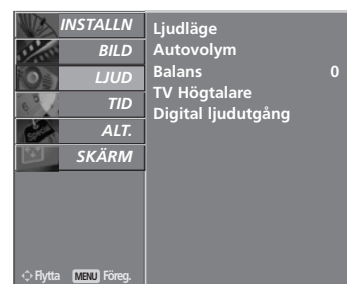 INSTALLN
BILD
LJUD
TID
ALT.
SKÄRM
Ljudläge
Autovolym
Balans 0
TV Högtalare
Digital ljudutgång
Flytta MENU Föreg.